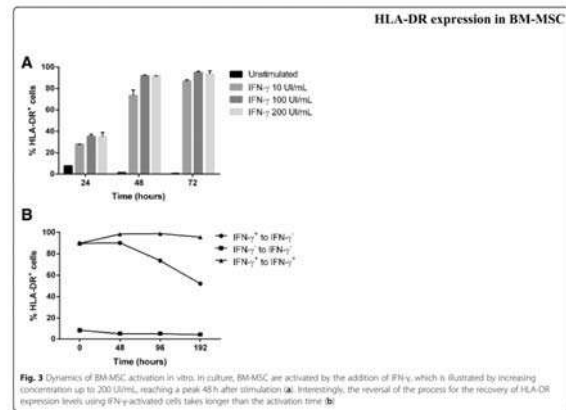 HLA-DR expression in BM-MSC
A
Unstimulated
IFN-γ 10 UI/mL
IFN-γ 100 UI/mL
IFN-γ 200 UI/mL
% HLA-DR⁺ cells
100
80
60
40
20
0
24
48
72
Time (hours)
B
IFN-γ⁺ to IFN-γ⁻
IFN-γ⁻ to IFN-γ⁻
IFN-γ⁺ to IFN-γ⁺
% HLA-DR⁺ cells
100
80
60
40
20
0
0
48
96
192
Time (hours)
Fig. 3 Dynamics of BM-MSC activation in vitro. In culture, BM-MSC are activated by the addition of IFN-γ, which is illustrated by increasing
concentration up to 200 UI/mL, reaching a peak 48 h after stimulation (a). Interestingly, the reversal of the process for the recovery of HLA-DR
expression levels using IFN-γ-activated cells takes longer than the activation time (b)